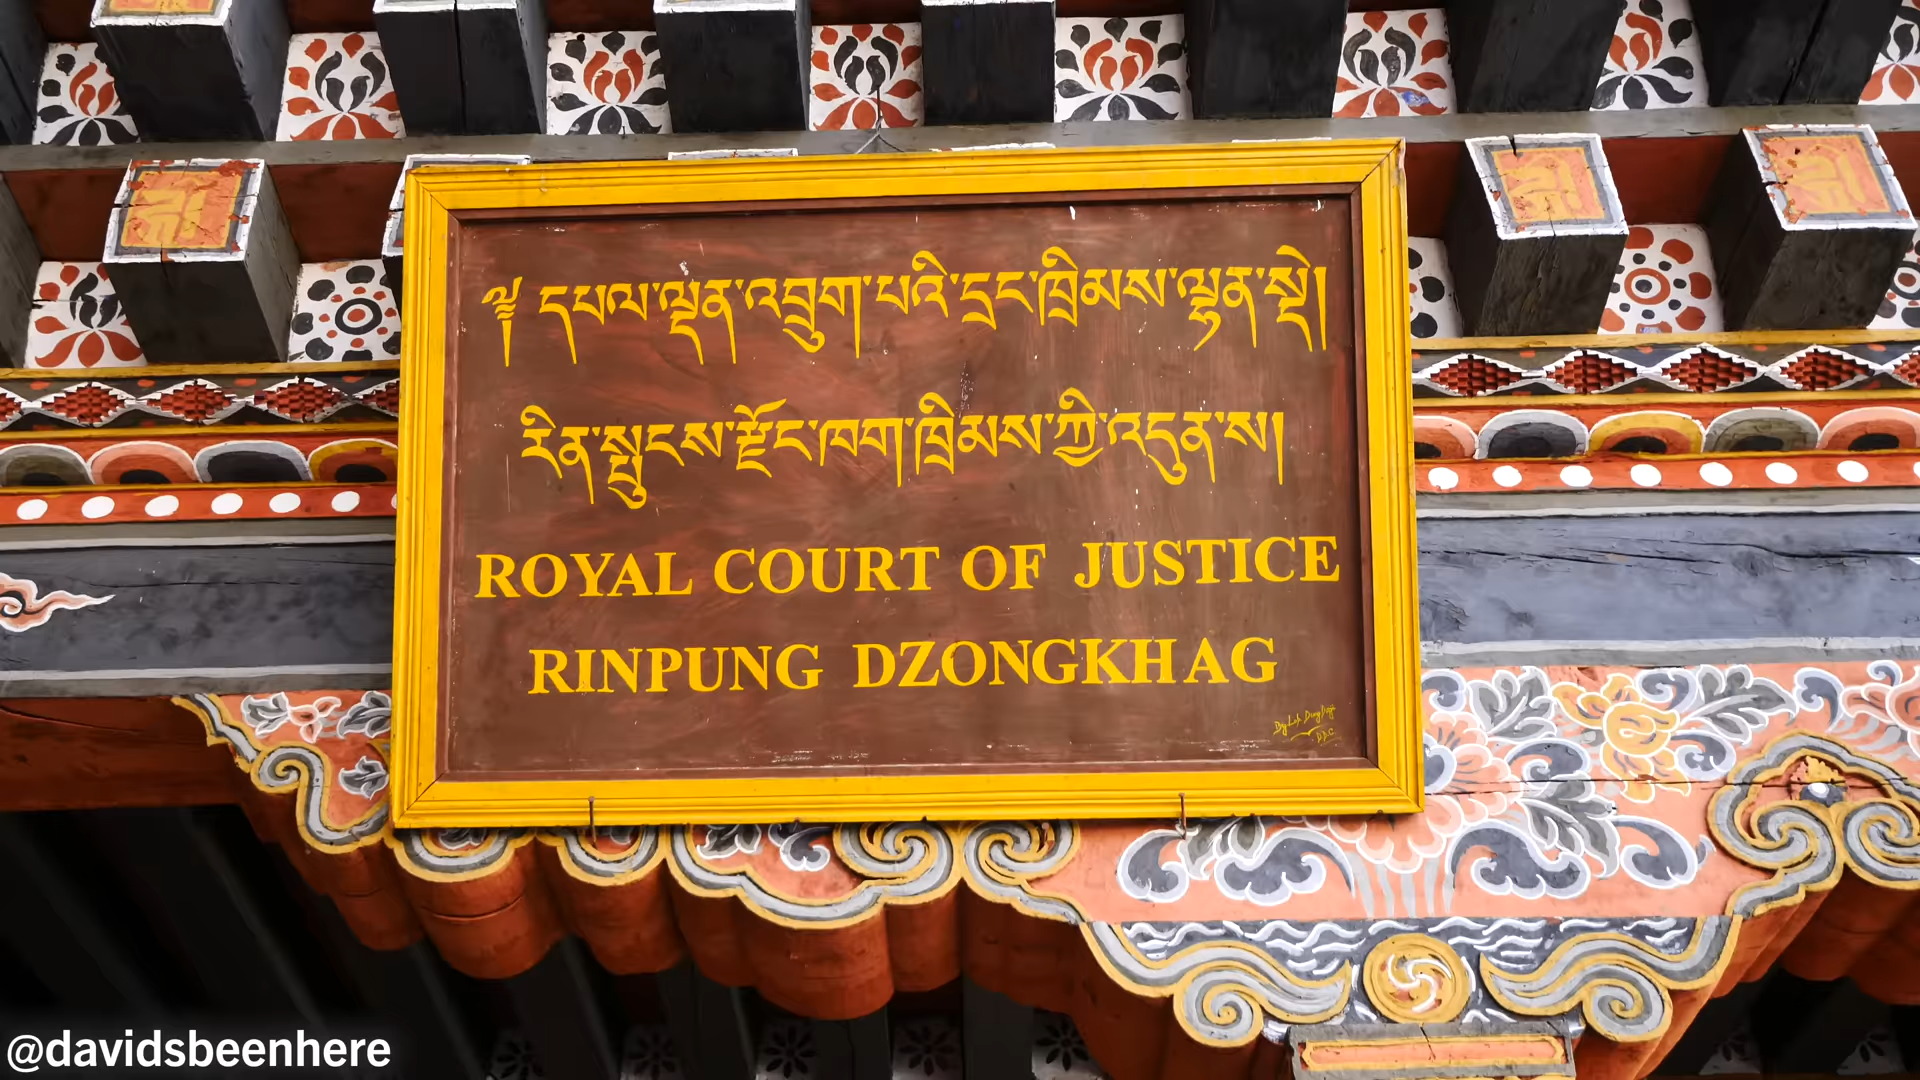 ༄ དཔལ་ལྡན་འབྲུག་པའི་དྲང་ཁྲིམས་ལྷན་སྡེ།
རིན་སྤུངས་རྫོང་ཁག་ཁྲིམས་ཀྱི་འདུན་ས།
ROYAL COURT OF JUSTICE
RINPUNG DZONGKHAG
@davidsbeenhere